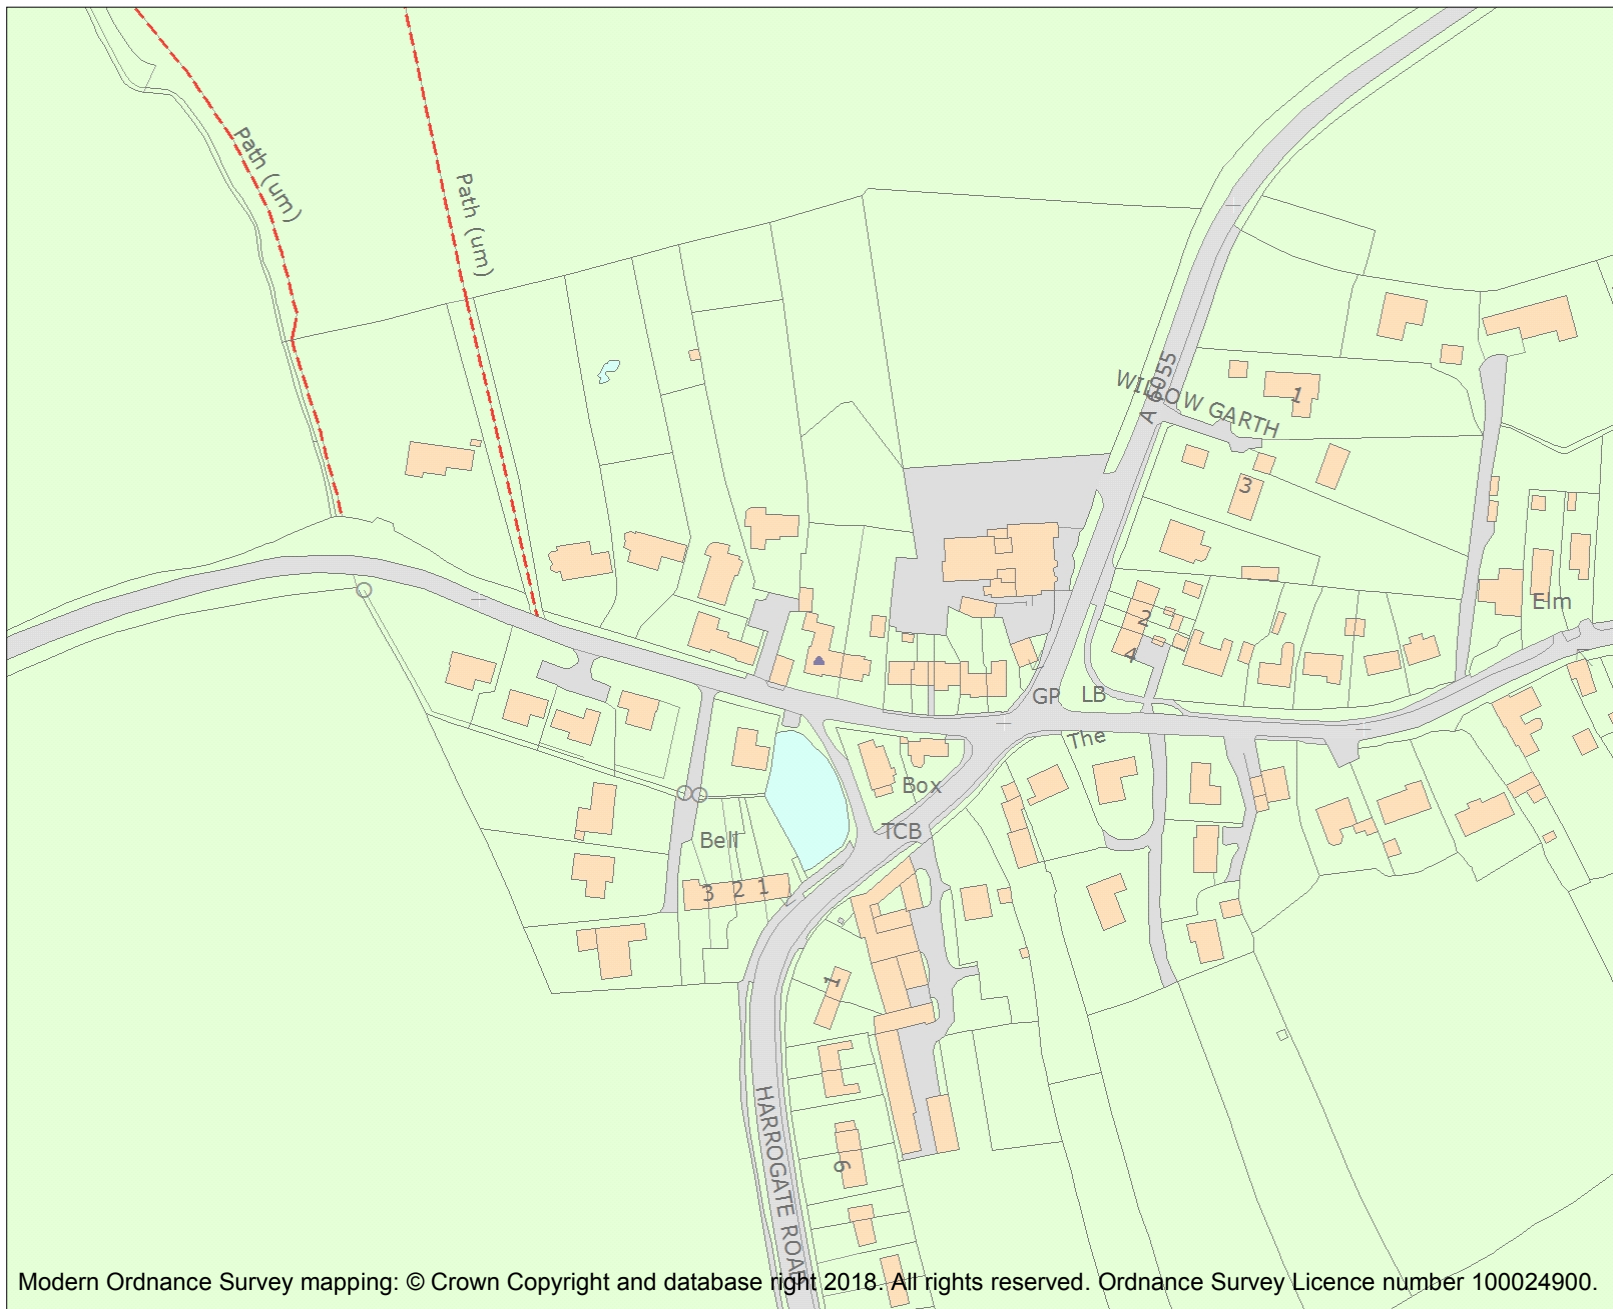 Path (um)
Path (um)
A 6055
WILLOW GARTH
1
3
2
4
Elm
GP
LB
The
Box
TCB
Bell
3 2 1
1
6
HARROGATE ROAD
Modern Ordnance Survey mapping: © Crown Copyright and database right 2018. All rights reserved. Ordnance Survey Licence number 100024900.